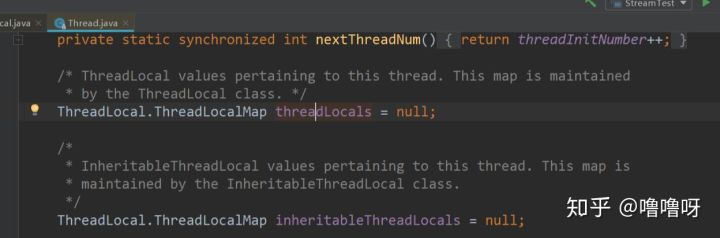 StreamTest
cal.java × Thread.java ×
private static synchronized int nextThreadNum() { return threadInitNumber++; }
/* ThreadLocal values pertaining to this thread. This map is maintained
* by the ThreadLocal class. */
ThreadLocal.ThreadLocalMap threadLocals = null;
/*
* InheritableThreadLocal values pertaining to this thread. This map is
* maintained by the InheritableThreadLocal class.
*/
ThreadLocal.ThreadLocalMap inheritableThreadLocals = null;
知乎 @噜噜呀